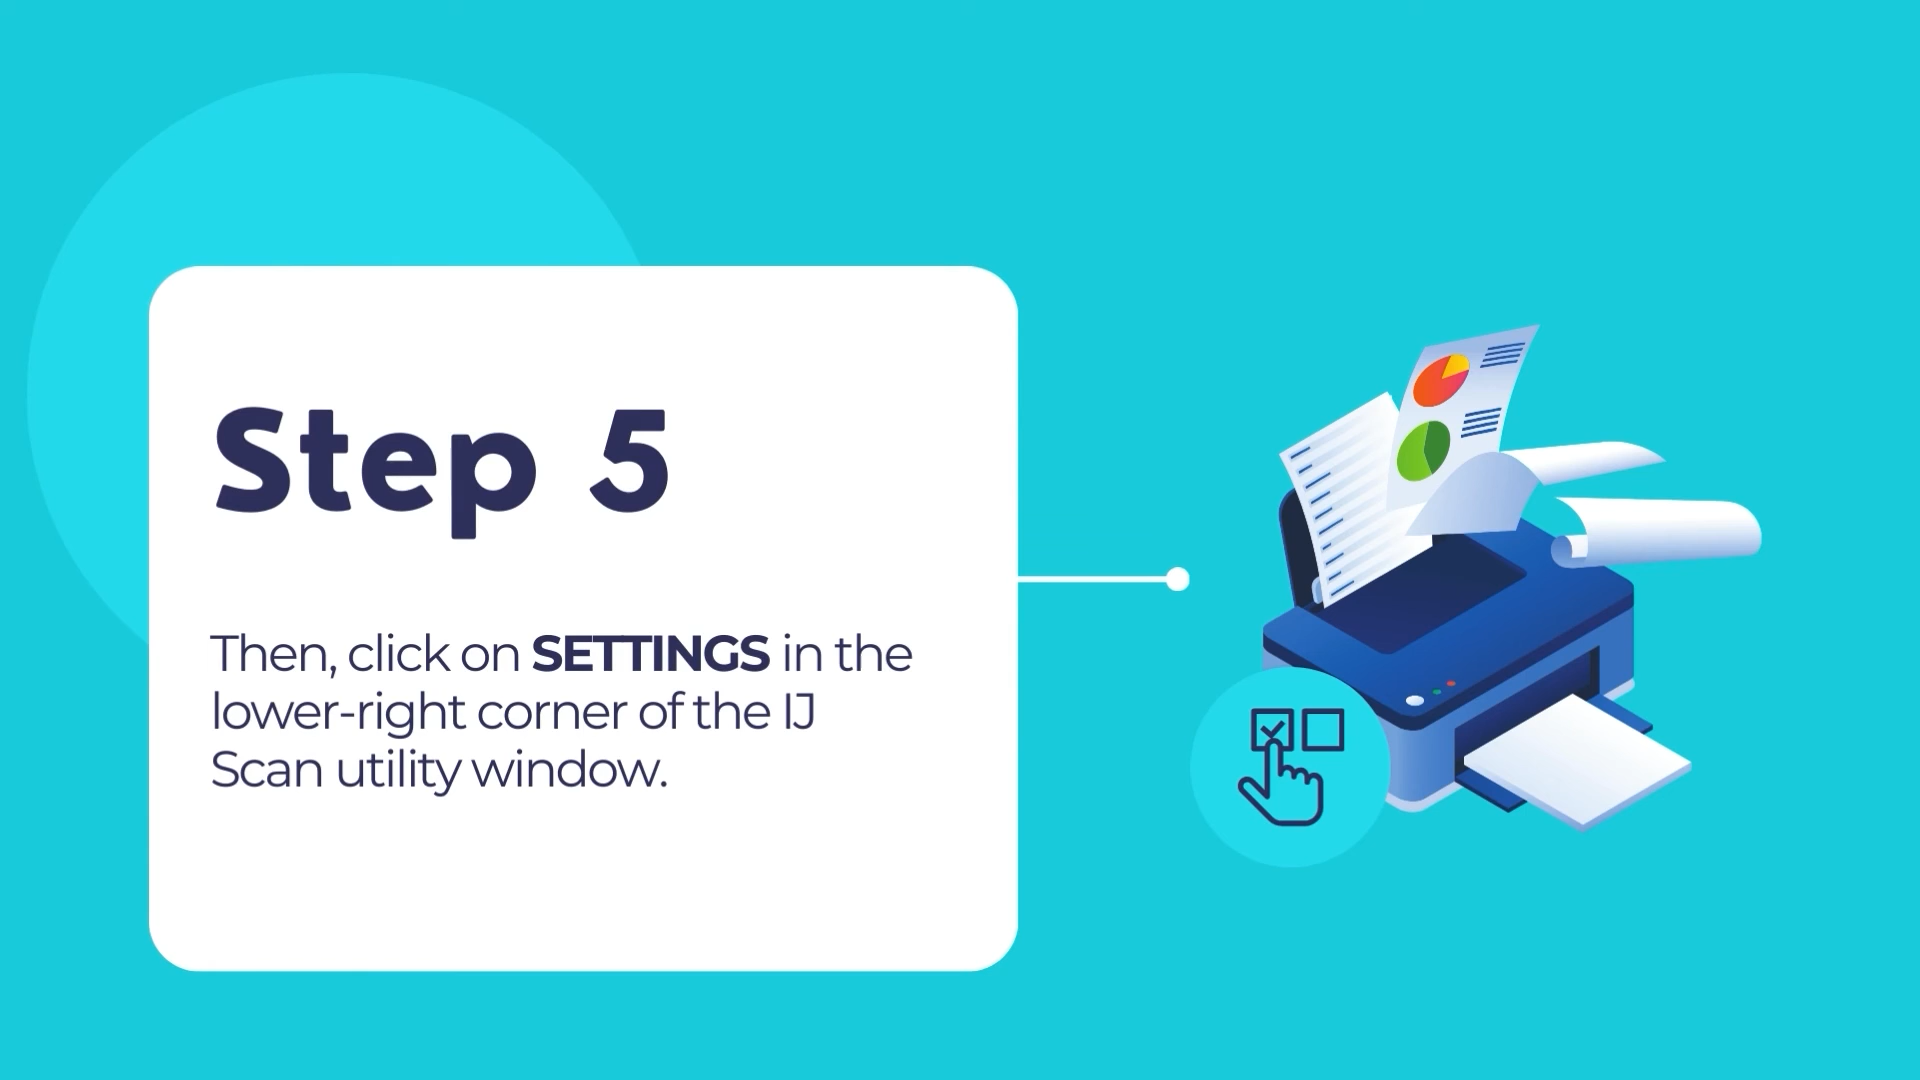 Step 5
Then, click on SETTINGS in the
lower-right corner of the IJ
Scan utility window.